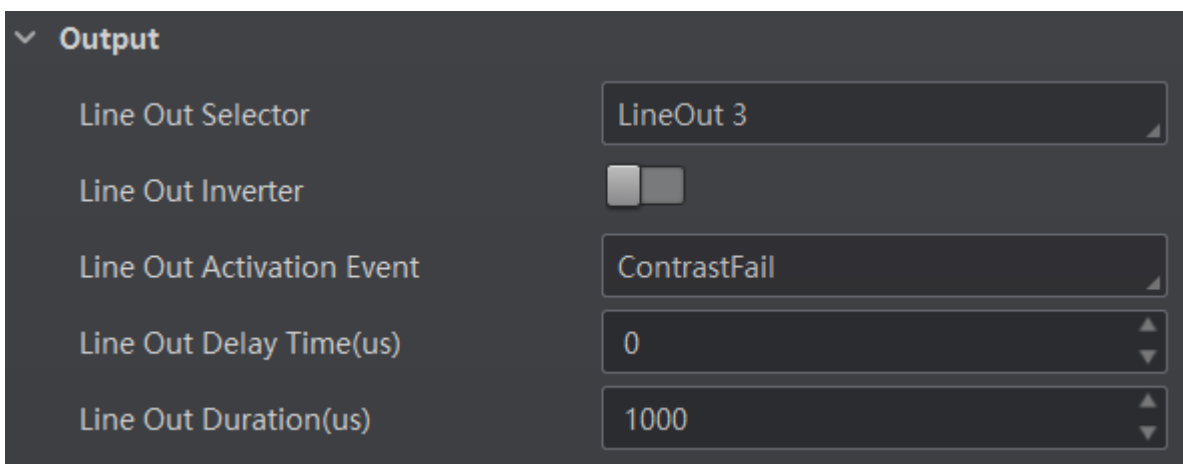 Output
Line Out Selector LineOut 3
Line Out Inverter
Line Out Activation Event ContrastFail
Line Out Delay Time(us) 0
Line Out Duration(us) 1000